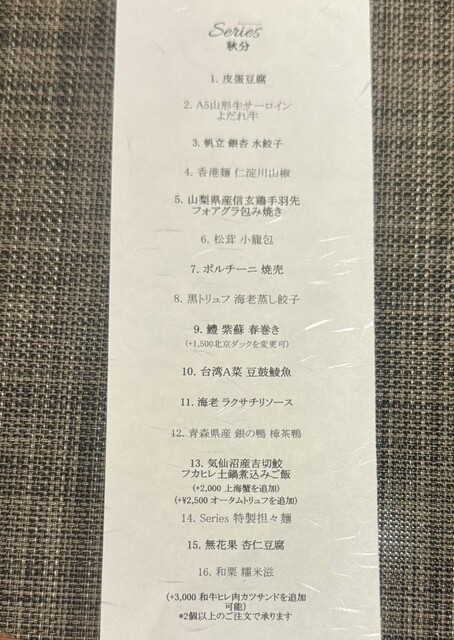 Series
秋分
1. 皮蛋豆腐
2. A5山形牛サーロイン
よだれ牛
3. 帆立 銀杏 水餃子
4. 香港麺 仁淀川山椒
5. 山梨県産信玄鶏手羽先
フォアグラ包み焼き
6. 松茸 小籠包
7. ポルチーニ 焼売
8. 黒トリュフ 海老蒸し餃子
9. 鱧 紫蘇 春巻き
(+1,500北京ダックを変更可)
10. 台湾A菜 豆鼓鯪魚
11. 海老 ラクサチリソース
12. 青森県産 銀の鴨 樟茶鴨
13. 気仙沼産吉切鮫
フカヒレ土鍋煮込みご飯
(+2,000 上海蟹を追加)
(+¥2,500 オータムトリュフを追加)
14. Series 特製担々麺
15. 無花果 杏仁豆腐
16. 和栗 糯米滋
(+3,000 和牛ヒレ肉カツサンドを追加
可能)
*2個以上のご注文で承ります